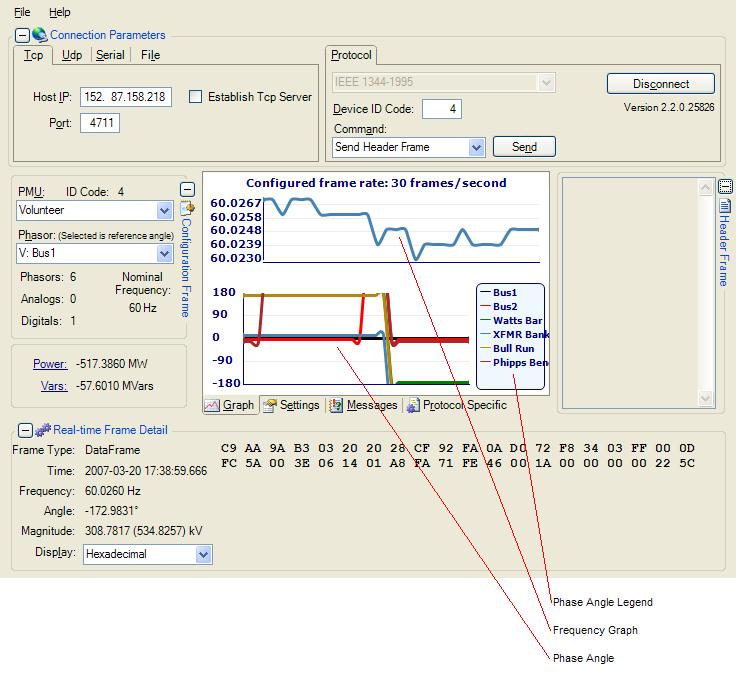 File Help
Connection Parameters
Tcp Udp Serial File
Host IP: 152. 87.158.218
Establish Tcp Server
Port: 4711
Protocol
IEEE 1344-1995
Disconnect
Device ID Code: 4
Version 2.2.0.25826
Command:
Send Header Frame
Send
PMU: ID Code: 4
Volunteer
Phasor: (Selected is reference angle)
V: Bus1
Phasors: 6
Analogs: 0
Digitals: 1
Nominal
Frequency:
60 Hz
Configuration Frame
Power: -517.3860 MW
Vars: -57.6010 MVars
Configured frame rate: 30 frames/second
60.0267
60.0258
60.0248
60.0239
60.0230
180
90
0
-90
-180
Bus1
Bus2
Watts Bar
XFMR Bank
Bull Run
Phipps Ben
Graph Settings Messages Protocol Specific
Header Frame
Real-time Frame Detail
Frame Type: DataFrame
Time: 2007-03-20 17:38:59.666
Frequency: 60.0260 Hz
Angle: -172.9831°
Magnitude: 308.7817 (534.8257) kV
Display: Hexadecimal
C9 AA 9A B3 03 20 20 28 CF 92 FA 0A D0 72 F8 34 03 FF 00 0D
FC 5A 00 3E 06 14 01 A8 FA 71 FE 46 00 1A 00 00 00 00 22 5C
Phase Angle Legend
Frequency Graph
Phase Angle